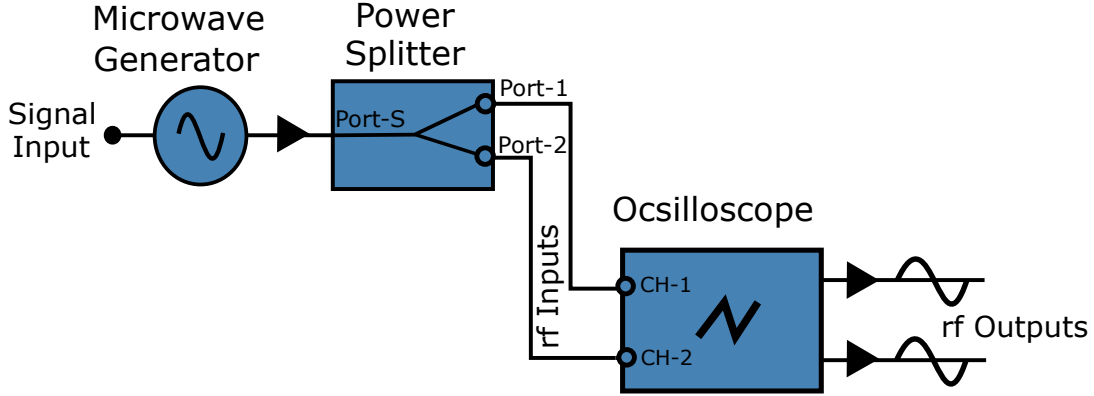 Microwave
Generator
Power
Splitter
Signal
Input
Port-S
Port-1
Port-2
rf Inputs
Ocsilloscope
CH-1
CH-2
rf Outputs